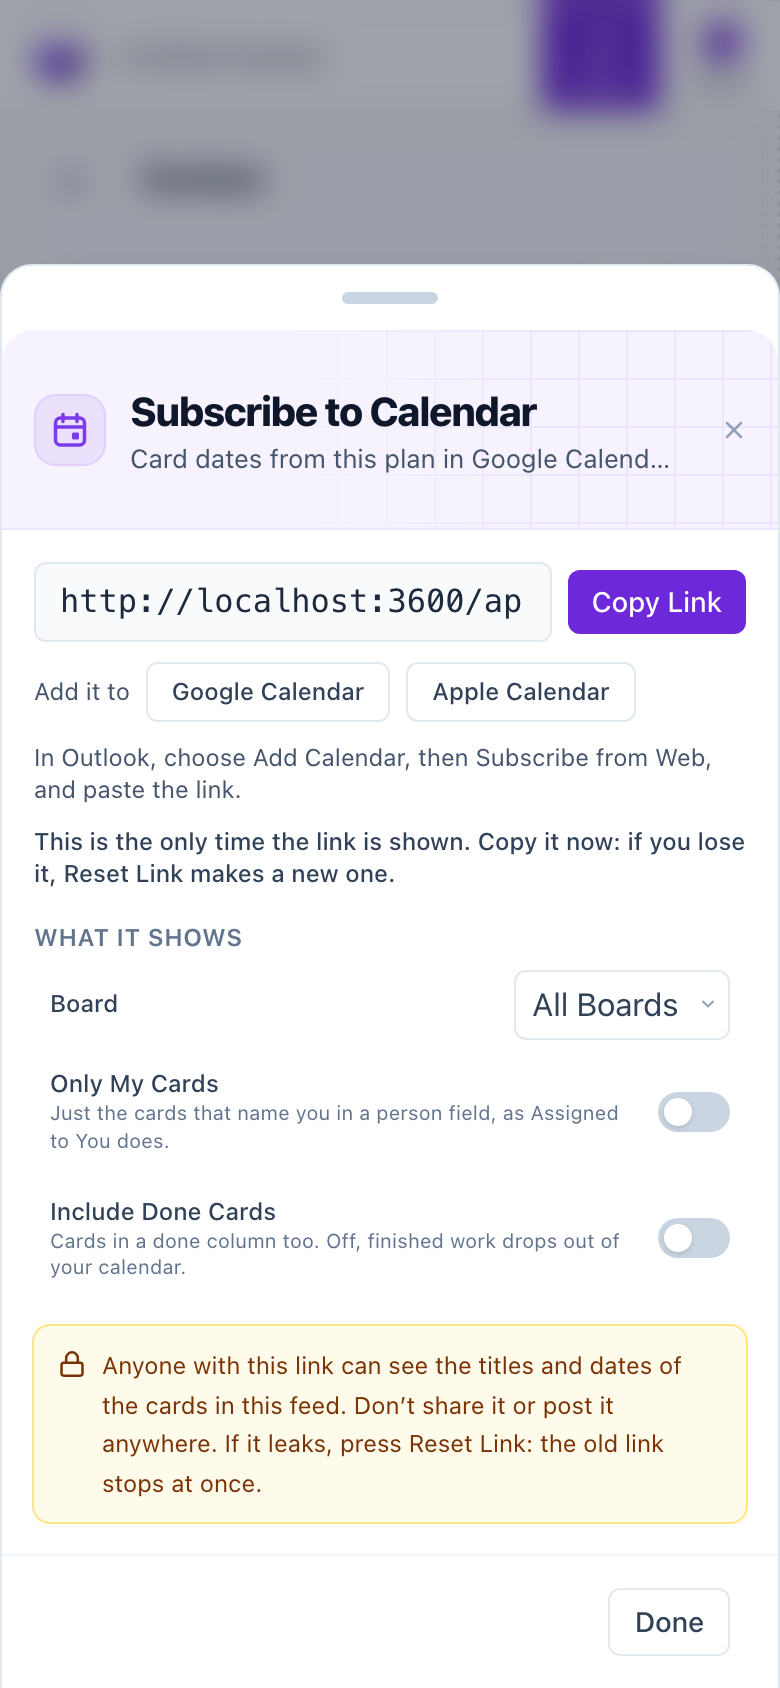 Subscribe to Calendar
Card dates from this plan in Google Calend...
http://localhost:3600/ap
Copy Link
Add it to
Google Calendar
Apple Calendar
In Outlook, choose Add Calendar, then Subscribe from Web,
and paste the link.
This is the only time the link is shown. Copy it now: if you lose
it, Reset Link makes a new one.
WHAT IT SHOWS
Board
All Boards
Only My Cards
Just the cards that name you in a person field, as Assigned
to You does.
Include Done Cards
Cards in a done column too. Off, finished work drops out of
your calendar.
Anyone with this link can see the titles and dates of
the cards in this feed. Don’t share it or post it
anywhere. If it leaks, press Reset Link: the old link
stops at once.
Done